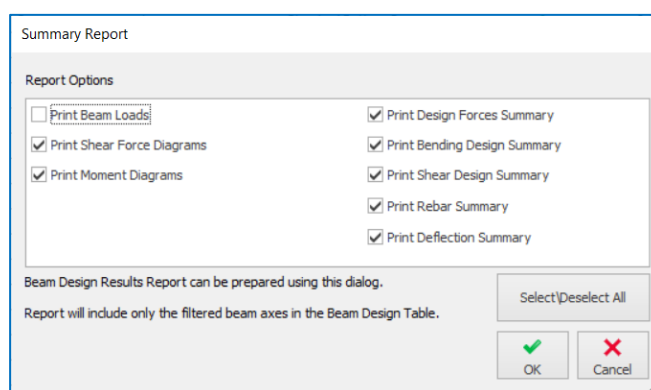 Summary Report
Report Options
Print Beam Loads
Print Shear Force Diagrams
Print Moment Diagrams
Print Design Forces Summary
Print Bending Design Summary
Print Shear Design Summary
Print Rebar Summary
Print Deflection Summary
Beam Design Results Report can be prepared using this dialog.
Report will include only the filtered beam axes in the Beam Design Table.
Select\Deselect All
OK
Cancel